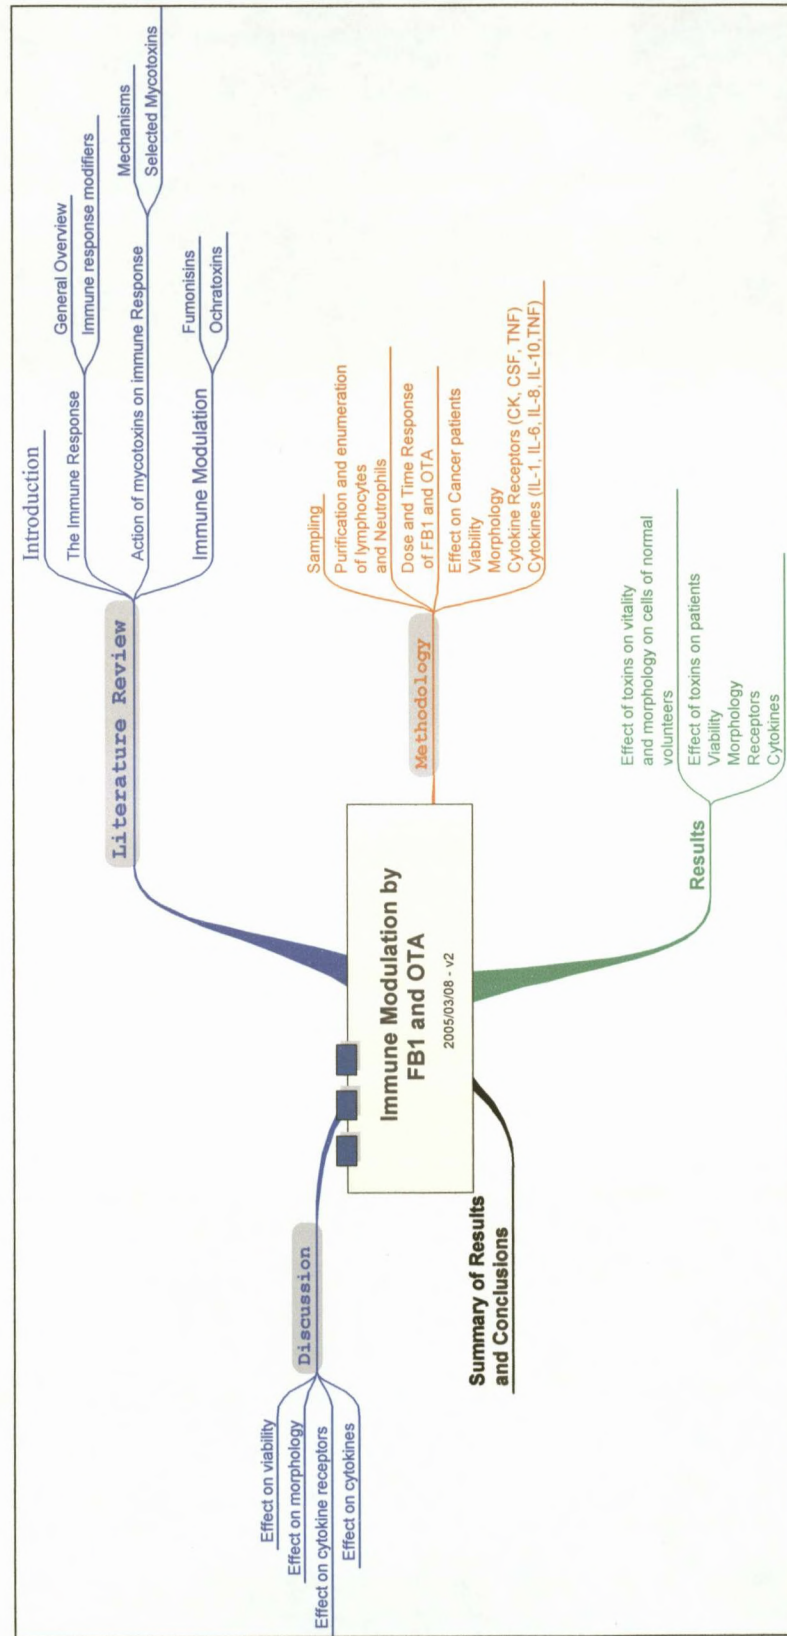 Immune Modulation by
FB1 and OTA
2005/03/08 - v2
Literature Review
Introduction
The Immune Response
General Overview
Immune response modifiers
Action of mycotoxins on immune Response
Mechanisms
Selected Mycotoxins
Immune Modulation
Fumonisins
Ochratoxins
Methodology
Sampling
Purification and enumeration
of lymphocytes
and Neutrophils
Dose and Time Response
of FB1 and OTA
Effect on Cancer patients
Viability
Morphology
Cytokine Receptors (CK, CSF, TNF)
Cytokines (IL-1, IL-6, IL-8, IL-10,TNF)
Results
Effect of toxins on vitality
and morphology on cells of normal
volunteers
Effect of toxins on patients
Viability
Morphology
Receptors
Cytokines
Summary of Results
and Conclusions
Discussion
Effect on viability
Effect on morphology
Effect on cytokine receptors
Effect on cytokines